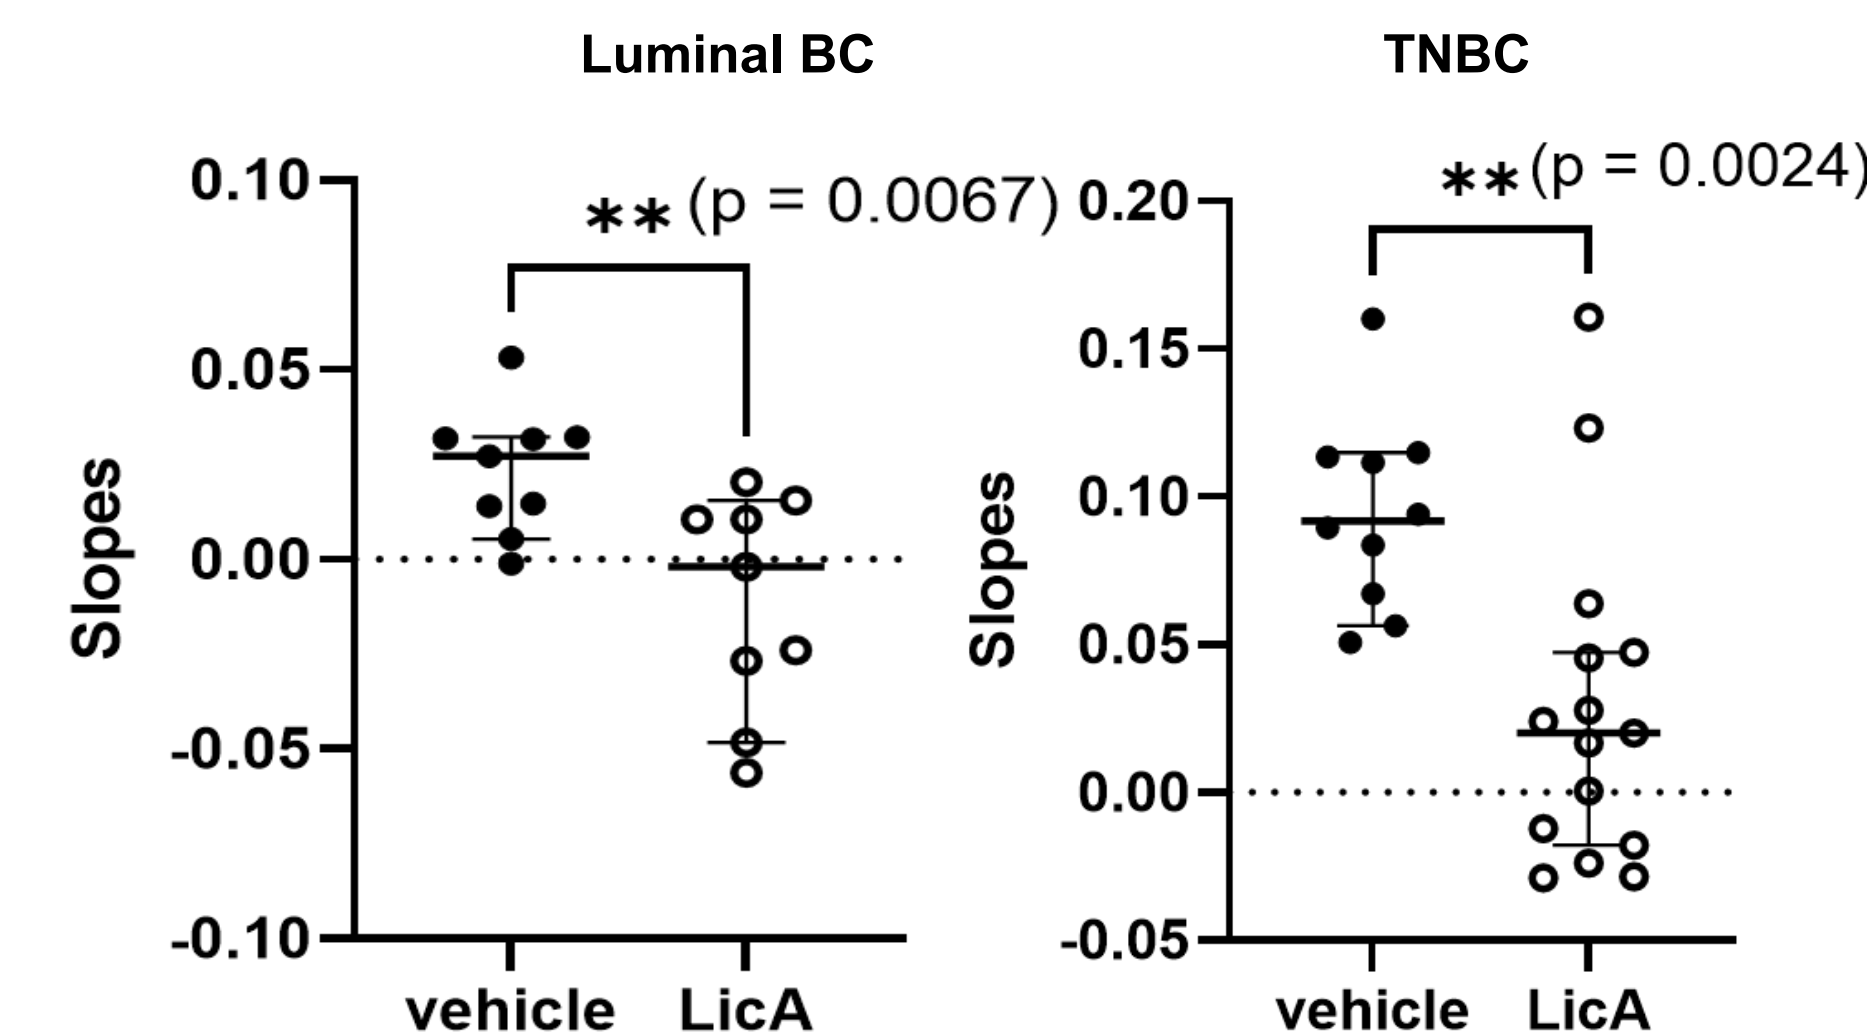 Luminal BC
TNBC
Slopes
0.10
0.05
0.00
-0.05
-0.10
** (p = 0.0067)
vehicle
LicA
Slopes
0.20
0.15
0.10
0.05
0.00
-0.05
** (p = 0.0024)
vehicle
LicA